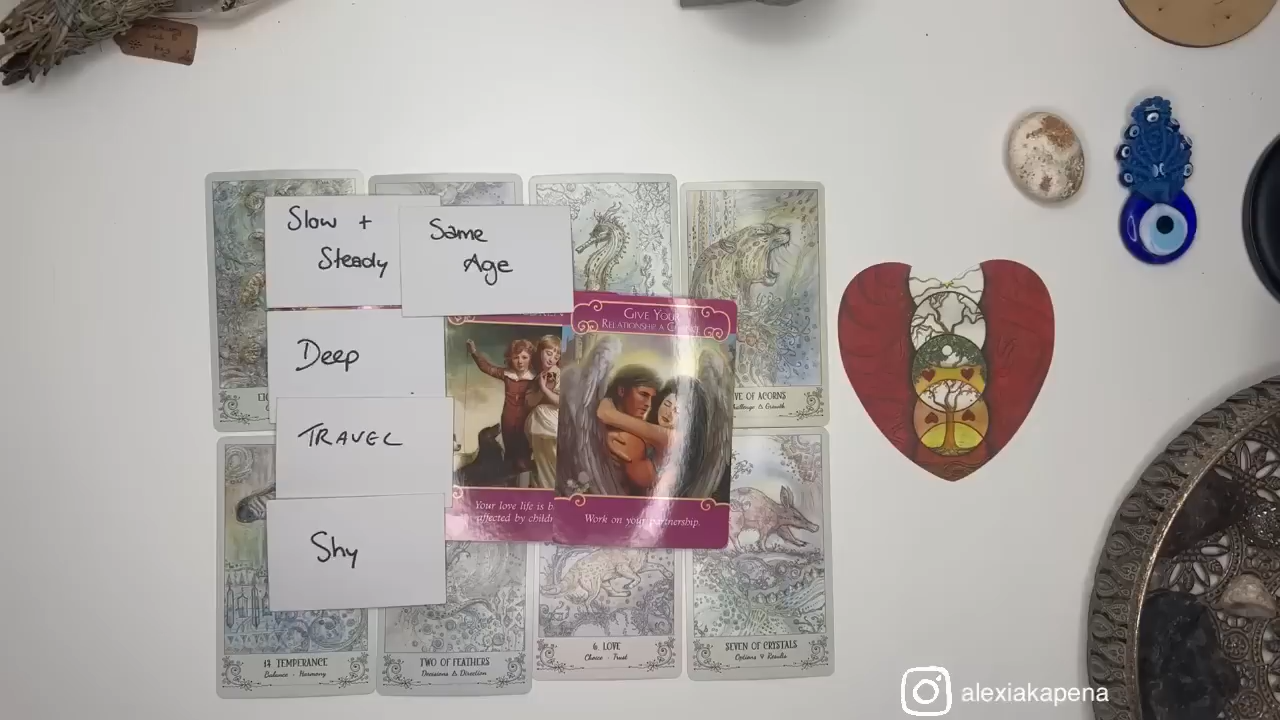 Slow +
Steady
Same
Age
Deep
TRAVEL
Shy
GIVE YOUR
RELATIONSHIP A
Your love life is
affected by
Work on your partnership.
OF ACORNS
& Growth
14 TEMPERANCE
Balance • Harmony
TWO OF FEATHERS
Decisions & Direction
6. LOVE
Choice • Trust
SEVEN OF CRYSTALS
Options & Results
alexiakapena